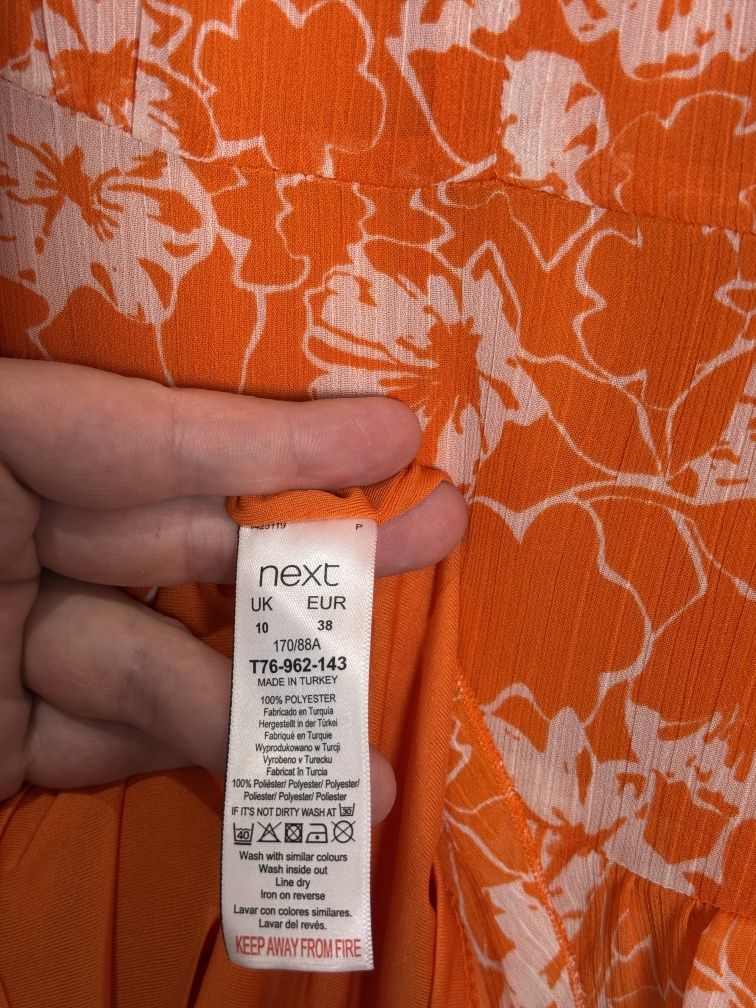 P
next
UK EUR
10 38
170/88A
T76-962-143
MADE IN TURKEY
100% POLYESTER
Fabricado en Turquía
Hergestellt in der Türkei
Fabriqué en Turquie
Wyprodukowano w Turcji
Vyrobeno v Turecku
Fabricat în Turcia
100% Poliéster/ Polyester/ Polyester/
Poliester/ Polyester/ Poliester
IF IT'S NOT DIRTY WASH AT 30
40
Wash with similar colours
Wash inside out
Line dry
Iron on reverse
Lavar con colores similares.
Lavar del revés.
KEEP AWAY FROM FIRE